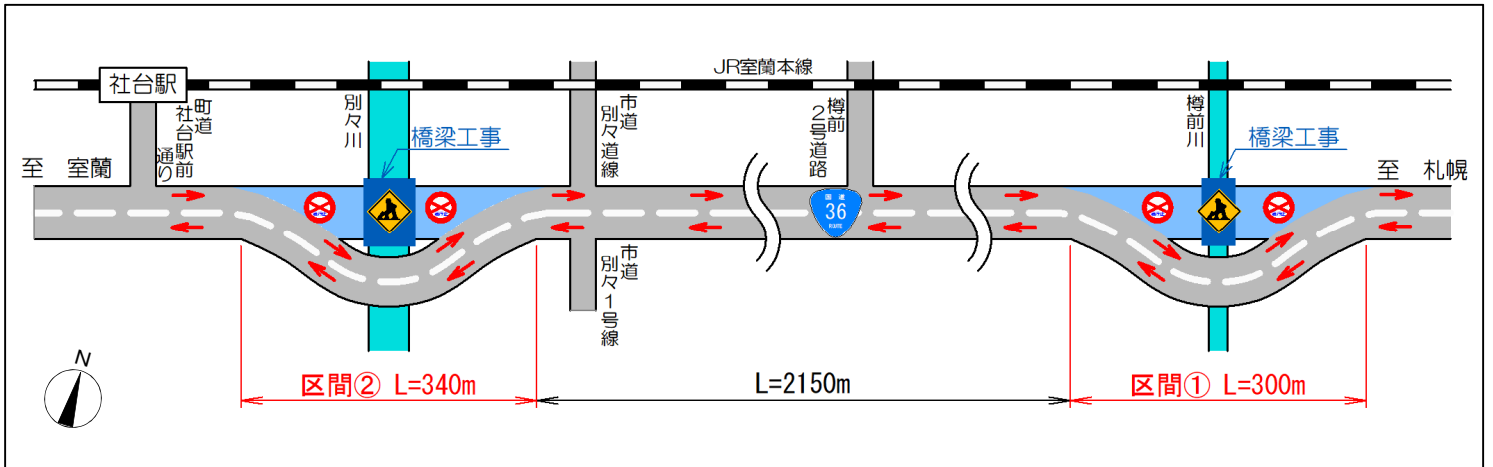 JR室蘭本線
社台駅
町道
社台駅前
通り
別々川
橋梁工事
市道
別々道線
樽前
2号道路
樽前川
橋梁工事
至 室蘭
至 札幌
国道
36
ROUTE
市道
別々1号線
N
区間② L=340m
L=2150m
区間① L=300m